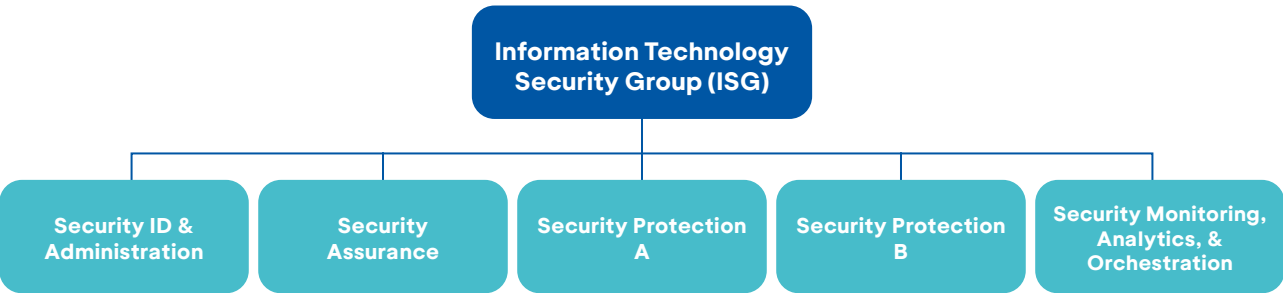 Information Technology
Security Group (ISG)
Security ID &
Administration
Security
Assurance
Security Protection
A
Security Protection
B
Security Monitoring,
Analytics, &
Orchestration